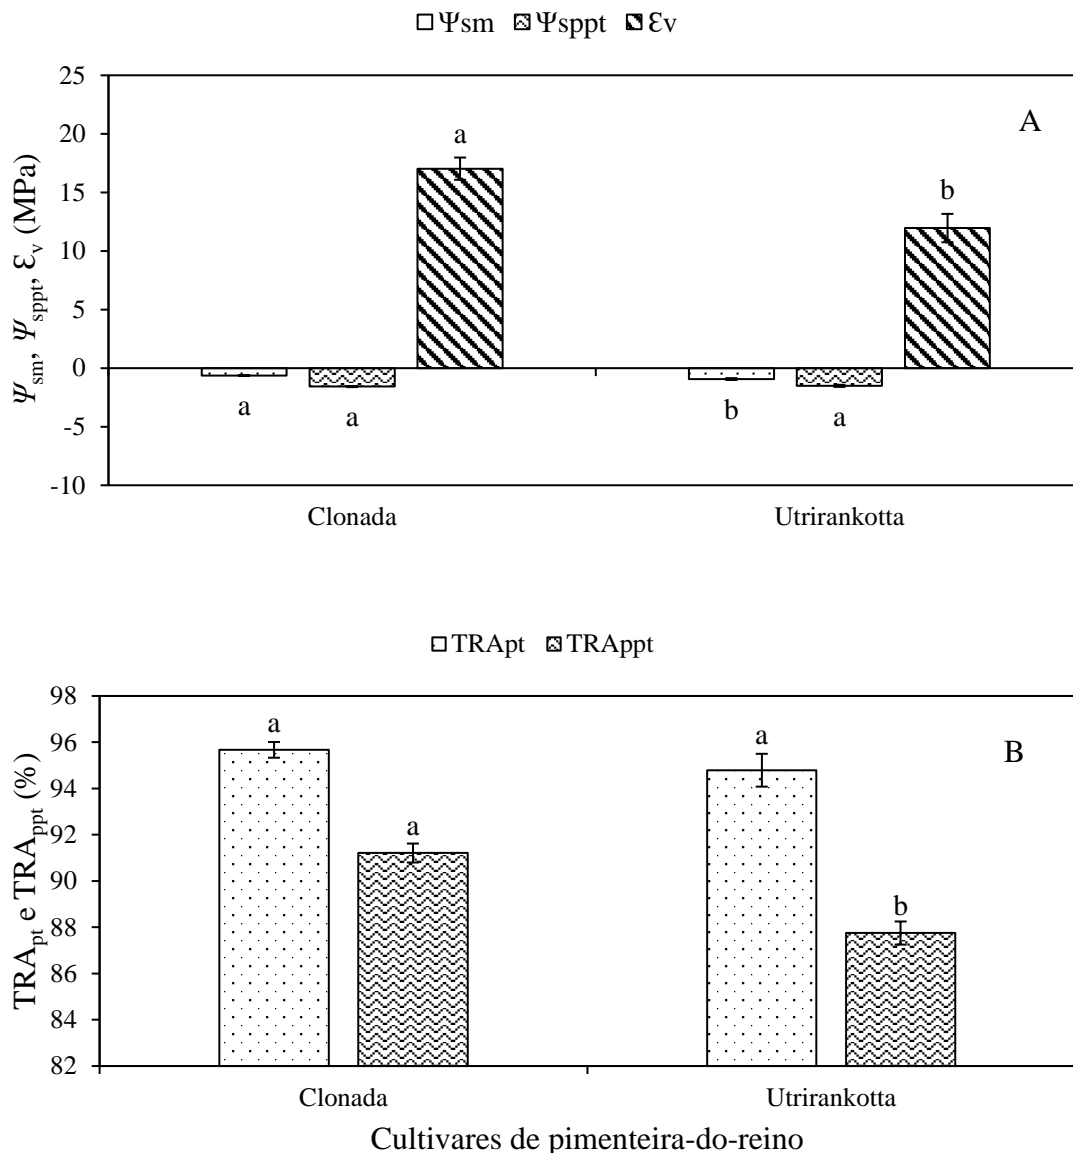 Ψsm Ψsppt Ɛv
25
20
15
10
5
0
-5
-10
Ψsm, Ψsppt, Ɛv (MPa)
A
a
b
a
a
b
a
Clonada
Utrirankotta
TRApt TRAppt
98
96
94
92
90
88
86
84
82
TRApt e TRAppt (%)
B
a
a
a
b
Clonada
Utrirankotta
Cultivares de pimenteira-do-reino